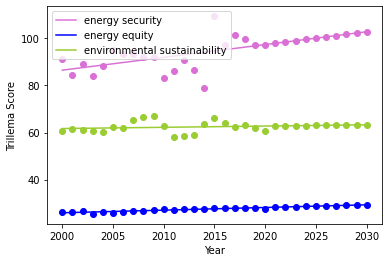 energy security
energy equity
environmental sustainability
100
80
60
40
Trillema Score
2000 2005 2010 2015 2020 2025 2030
Year